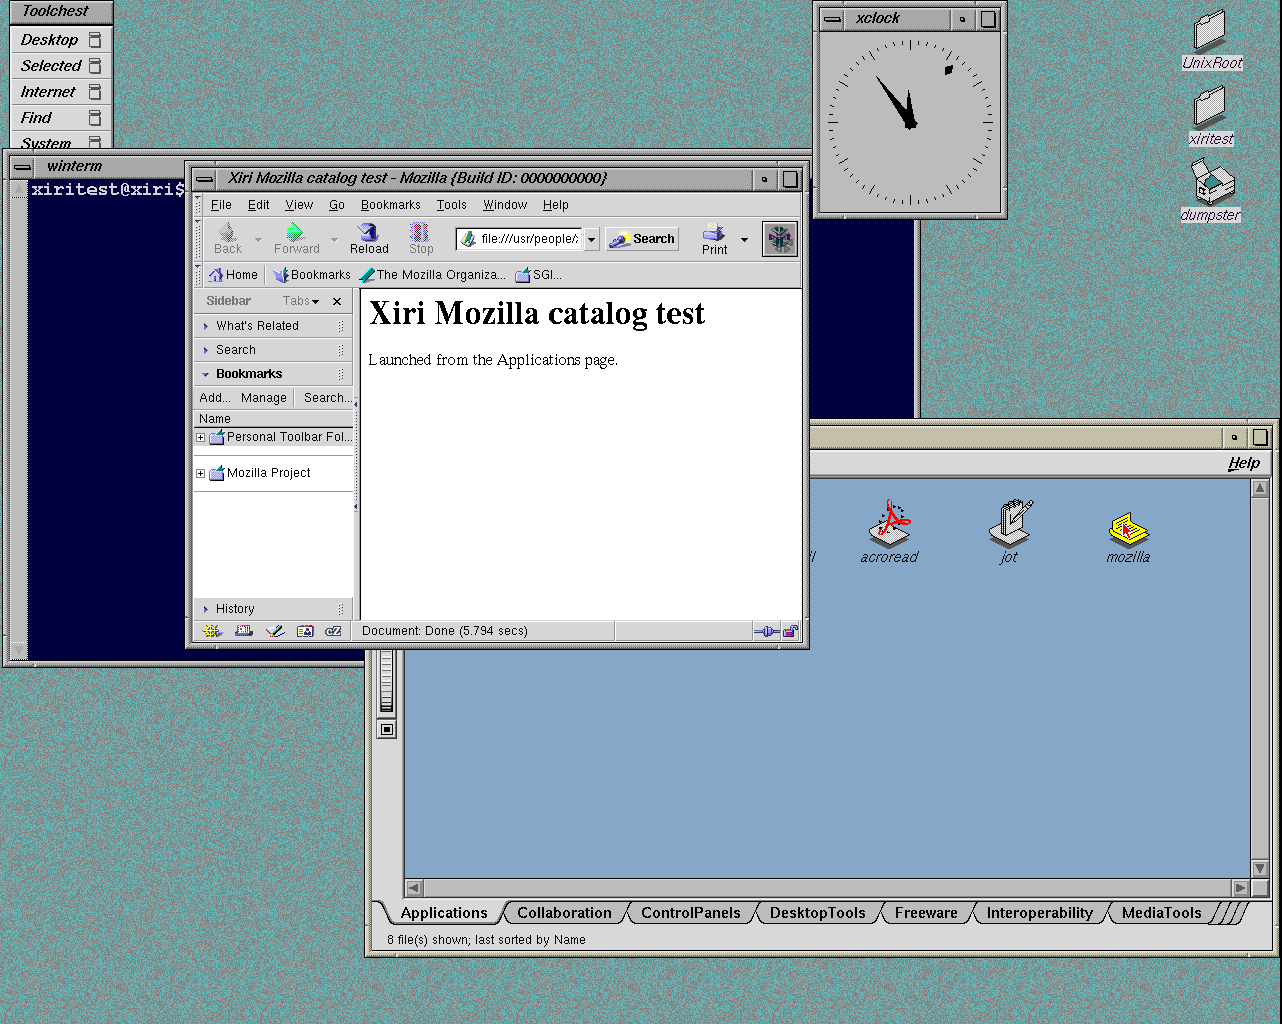 Toolchest
Desktop
Selected
Internet
Find
System
xclock
UnixRoot
xiritest
dumpster
winterm
xiritest@xiri$
Xiri Mozilla catalog test - Mozilla {Build ID: 0000000000}
File Edit View Go Bookmarks Tools Window Help
Back Forward Reload Stop file:///usr/people/ Search Print
Home Bookmarks The Mozilla Organiza... SGI...
Sidebar Tabs
What's Related
Search
Bookmarks
Add... Manage Search...
Name
Personal Toolbar Fol...
Mozilla Project
History
Xiri Mozilla catalog test
Launched from the Applications page.
Document: Done (5.794 secs)
Help
acroread jot mozilla
Applications Collaboration ControlPanels DesktopTools Freeware Interoperability MediaTools
8 file(s) shown; last sorted by Name